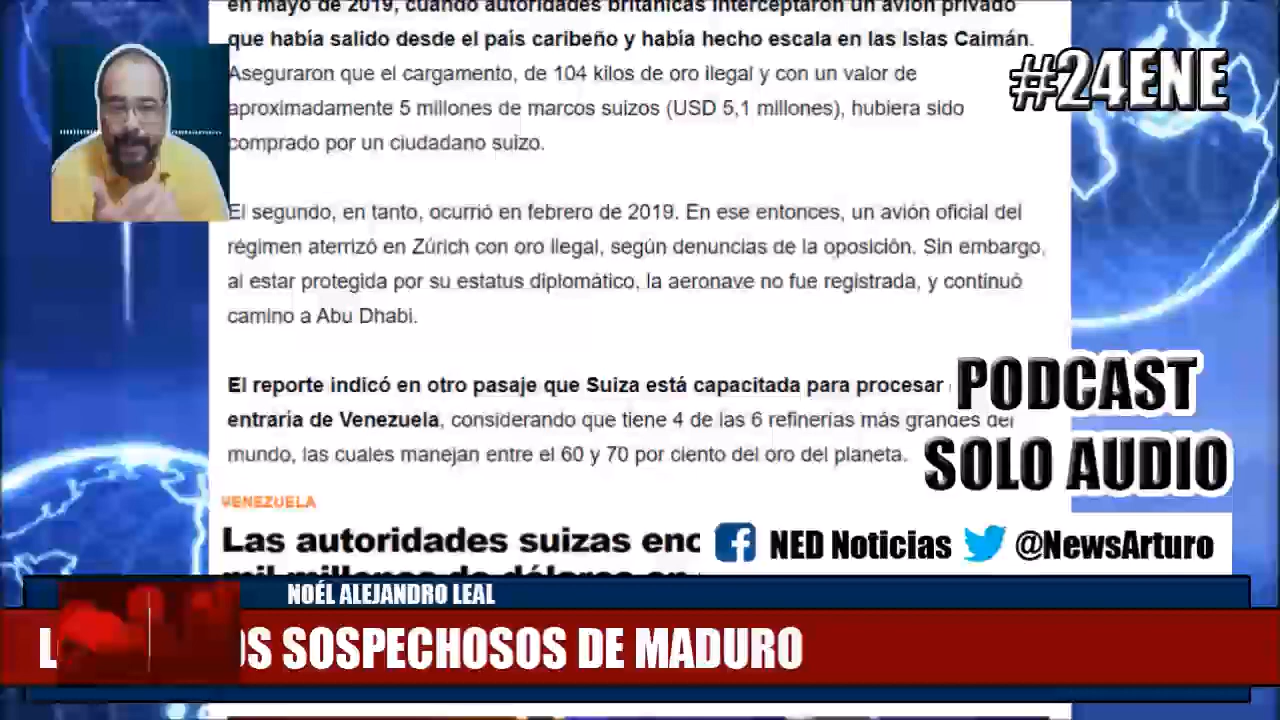 en mayo de 2019, cuando autoridades británicas interceptaron un avión privado
que había salido desde el país caribeño y había hecho escala en las Islas Caimán.
Aseguraron que el cargamento, de 104 kilos de oro ilegal y con un valor de
aproximadamente 5 millones de marcos suizos (USD 5,1 millones), hubiera sido
comprado por un ciudadano suizo.
#24ENE
El segundo, en tanto, ocurrió en febrero de 2019. En ese entonces, un avión oficial del
régimen aterrizó en Zúrich con oro ilegal, según denuncias de la oposición. Sin embargo,
al estar protegida por su estatus diplomático, la aeronave no fue registrada, y continuó
camino a Abu Dhabi.
El reporte indicó en otro pasaje que Suiza está capacitada para procesar
entraría de Venezuela, considerando que tiene 4 de las 6 refinerías más grandes del
mundo, las cuales manejan entre el 60 y 70 por ciento del oro del planeta.
PODCAST
SOLO AUDIO
VENEZUELA
Las autoridades suizas enc
mil millones de dólares en
NED Noticias @NewsArturo
NOÉL ALEJANDRO LEAL
SOSPECHOSOS DE MADURO